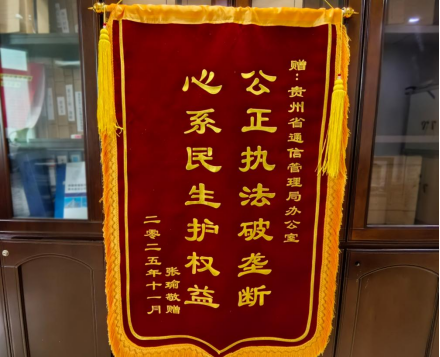 赠：贵州省通信管理局办公室
公正执法破垄断
心系民生护权益
张瑜敬赠
二零二五年十一月